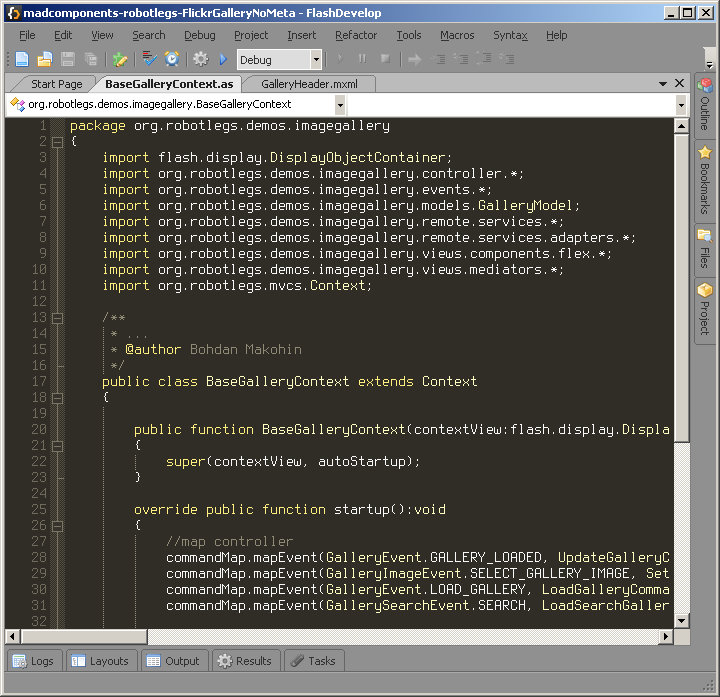 madcomponents-robotlegs-FlickrGalleryNoMeta - FlashDevelop
File Edit View Search Debug Project Insert Refactor Tools Macros Syntax Help
Debug
Start Page BaseGalleryContext.as GalleryHeader.mxml
org.robotlegs.demos.imagegallery.BaseGalleryContext
1 package org.robotlegs.demos.imagegallery
2 {
3 import flash.display.DisplayObjectContainer;
4 import org.robotlegs.demos.imagegallery.controller.*;
5 import org.robotlegs.demos.imagegallery.events.*;
6 import org.robotlegs.demos.imagegallery.models.GalleryModel;
7 import org.robotlegs.demos.imagegallery.remote.services.*;
8 import org.robotlegs.demos.imagegallery.remote.services.adapters.*;
9 import org.robotlegs.demos.imagegallery.views.components.flex.*;
10 import org.robotlegs.demos.imagegallery.views.mediators.*;
11 import org.robotlegs.mvcs.Context;
12
13 /**
14 * ...
15 * @author Bohdan Makohin
16 */
17 public class BaseGalleryContext extends Context
18 {
19
20 public function BaseGalleryContext(contextView:flash.display.Displa
21 {
22 super(contextView, autoStartup);
23 }
24
25 override public function startup():void
26 {
27 //map controller
28 commandMap.mapEvent(GalleryEvent.GALLERY_LOADED, UpdateGalleryC
29 commandMap.mapEvent(GalleryImageEvent.SELECT_GALLERY_IMAGE, Set
30 commandMap.mapEvent(GalleryEvent.LOAD_GALLERY, LoadGalleryComma
31 commandMap.mapEvent(GallerySearchEvent.SEARCH, LoadSearchGaller
32
Outline
Bookmarks
Files
Project
Logs Layouts Output Results Tasks